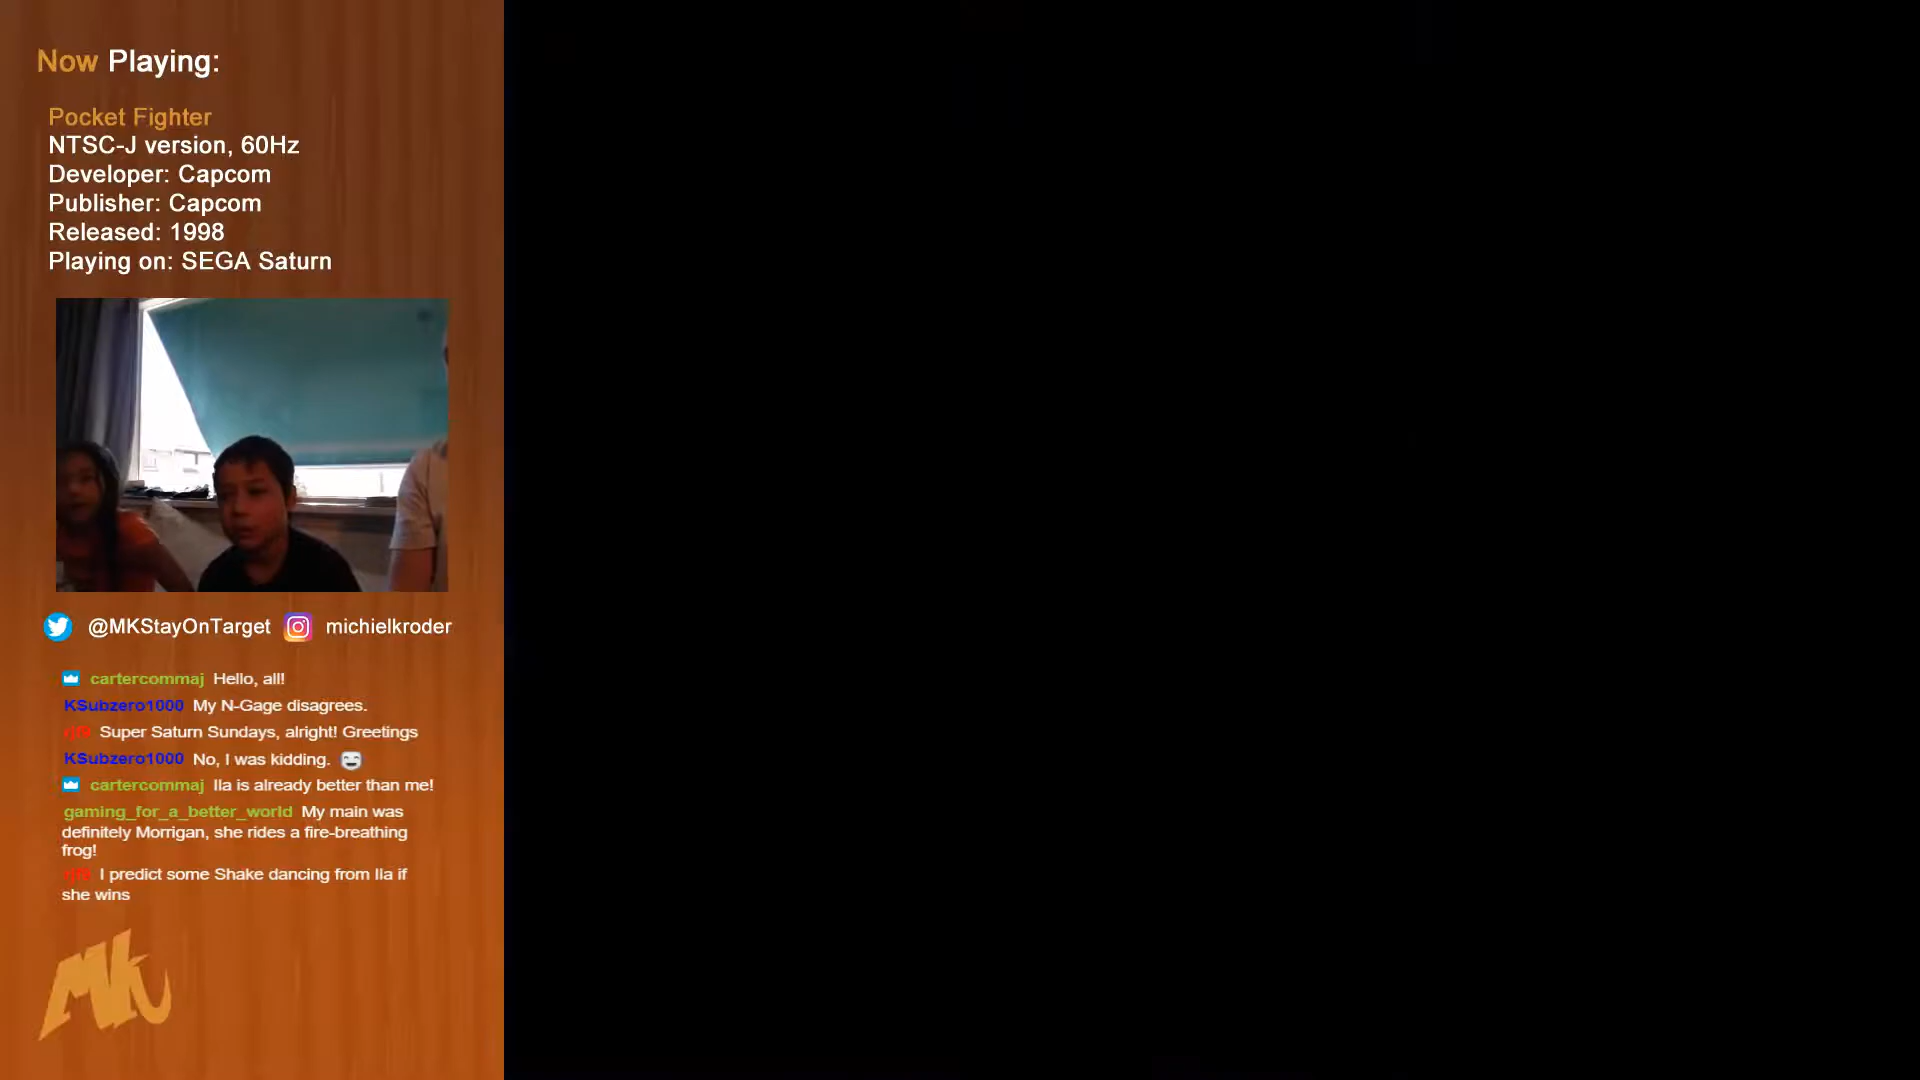 Now Playing:
Pocket Fighter
NTSC-J version, 60Hz
Developer: Capcom
Publisher: Capcom
Released: 1998
Playing on: SEGA Saturn
@MKStayOnTarget michielkroder
cartercommaj Hello, all!
KSubzero1000 My N-Gage disagrees.
Super Saturn Sundays, alright! Greetings
KSubzero1000 No, I was kidding.
cartercommaj Ila is already better than me!
gaming_for_a_better_world My main was
definitely Morrigan, she rides a fire-breathing
frog!
I predict some Shake dancing from Ila if
she wins
MK